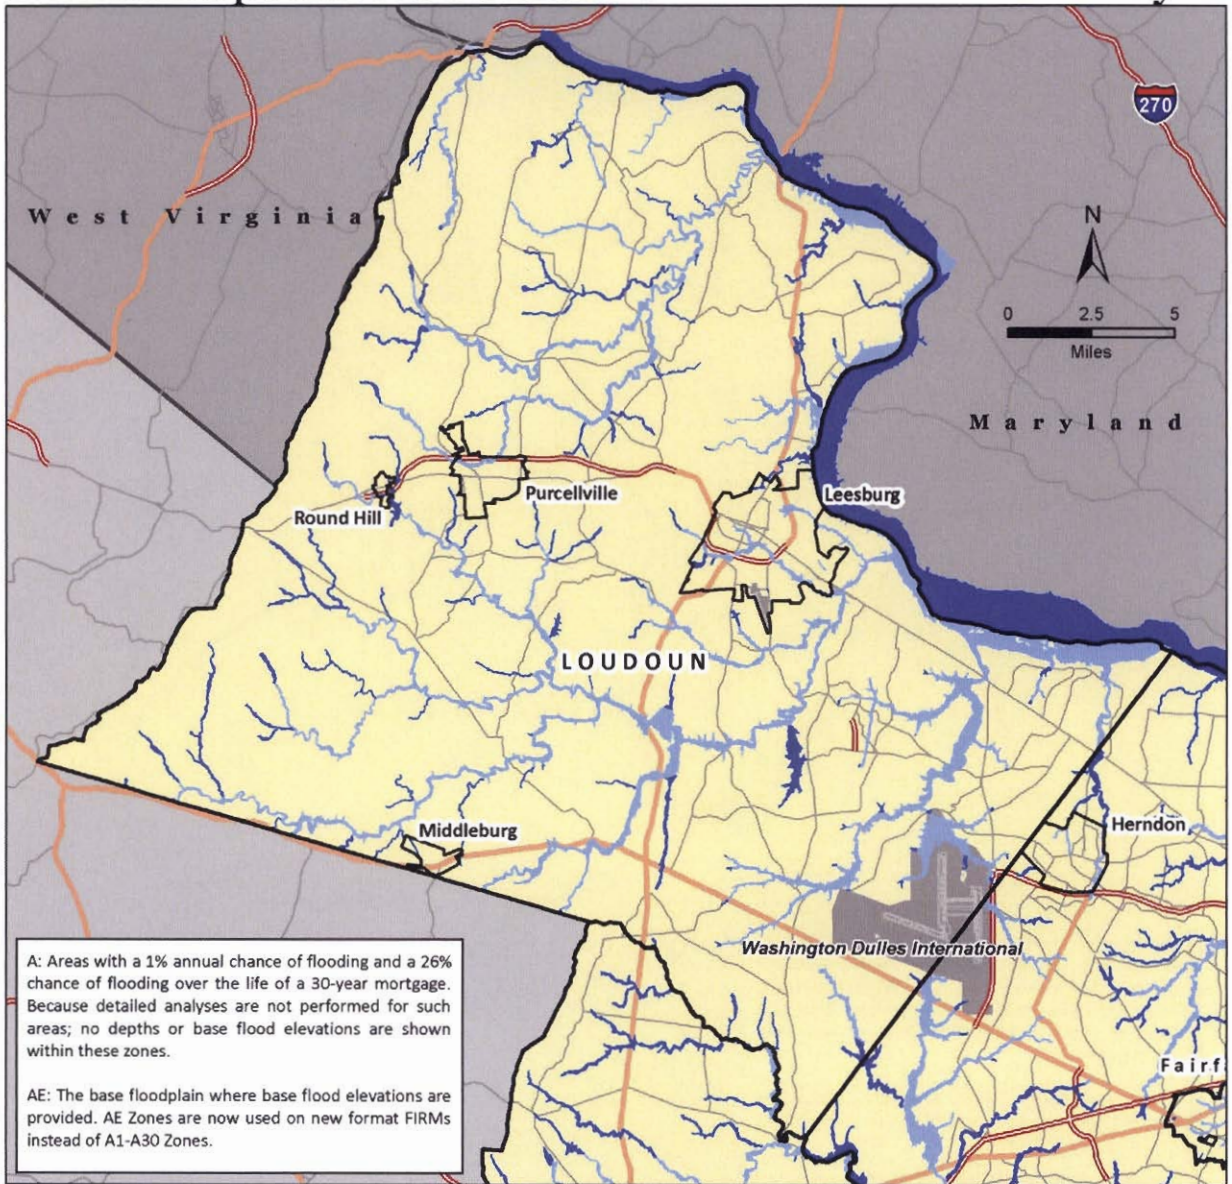 270
West Virginia
N
0 2.5 5
Miles
Maryland
Purcellville
Leesburg
Round Hill
LOUDOUN
Middleburg
Herndon
Washington Dulles International
A: Areas with a 1% annual chance of flooding and a 26%
chance of flooding over the life of a 30-year mortgage.
Because detailed analyses are not performed for such
areas; no depths or base flood elevations are shown
within these zones.
AE: The base floodplain where base flood elevations are
provided. AE Zones are now used on new format FIRMs
instead of A1-A30 Zones.
Fairf